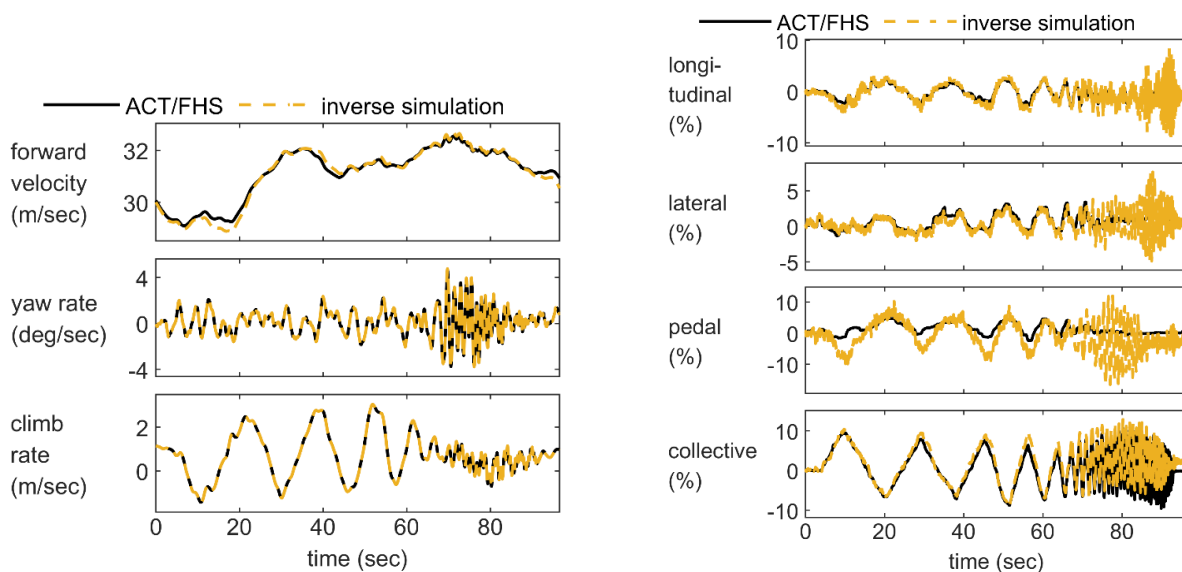 ACT/FHS inverse simulation
forward
velocity
(m/sec)
32
30
yaw rate
(deg/sec)
4
0
-4
climb
rate
(m/sec)
2
0
0 20 40 60 80
time (sec)
ACT/FHS inverse simulation
longi-
tudinal
(%)
10
0
-10
lateral
(%)
5
0
-5
pedal
(%)
10
0
-10
collective
(%)
10
0
-10
0 20 40 60 80
time (sec)